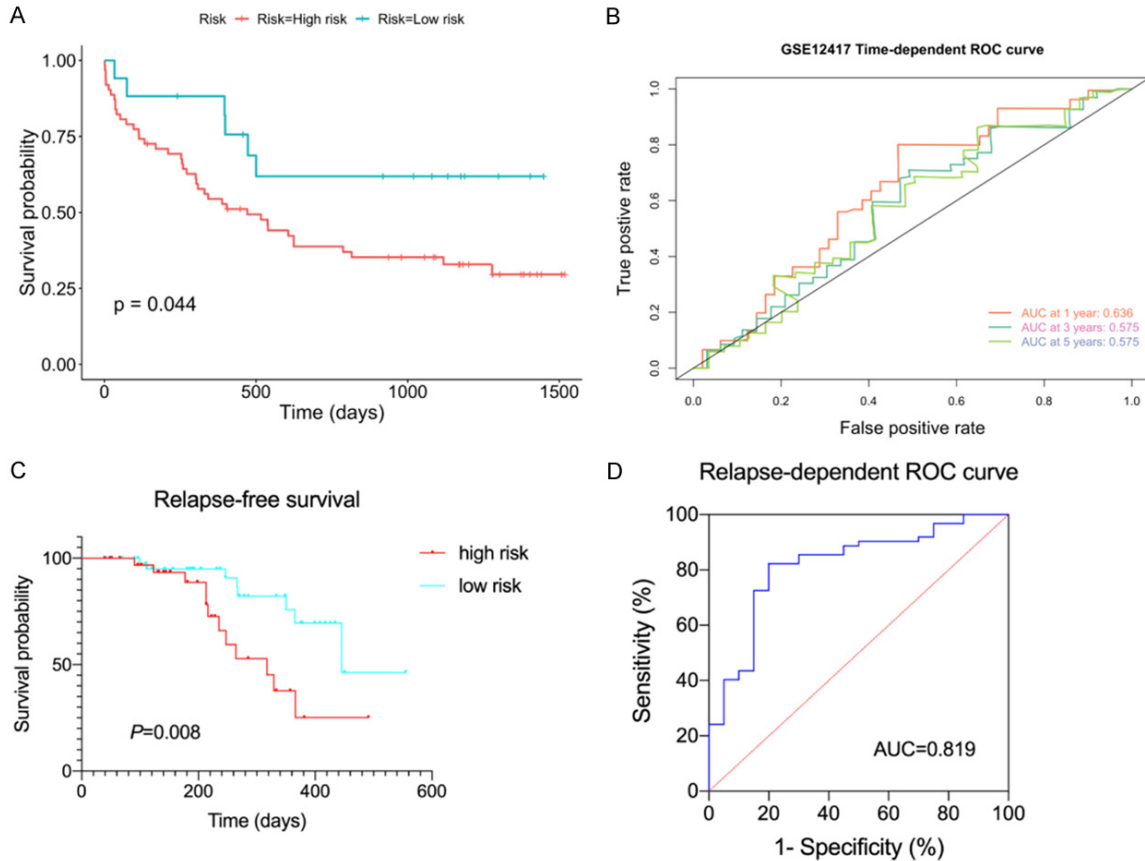 A
Risk Risk=High risk Risk=Low risk
1.00
0.75
0.50
0.25
0.00
Survival probability
p = 0.044
0 500 1000 1500
Time (days)
B
GSE12417 Time-dependent ROC curve
1.0
0.8
0.6
0.4
0.2
0.0
True postive rate
AUC at 1 year: 0.636
AUC at 3 years: 0.575
AUC at 5 years: 0.575
0.0 0.2 0.4 0.6 0.8 1.0
False positive rate
C
Relapse-free survival
high risk
low risk
100
50
0
Survival probability
P=0.008
0 200 400 600
Time (days)
D
Relapse-dependent ROC curve
100
80
60
40
20
0
Sensitivity (%)
AUC=0.819
0 20 40 60 80 100
1- Specificity (%)